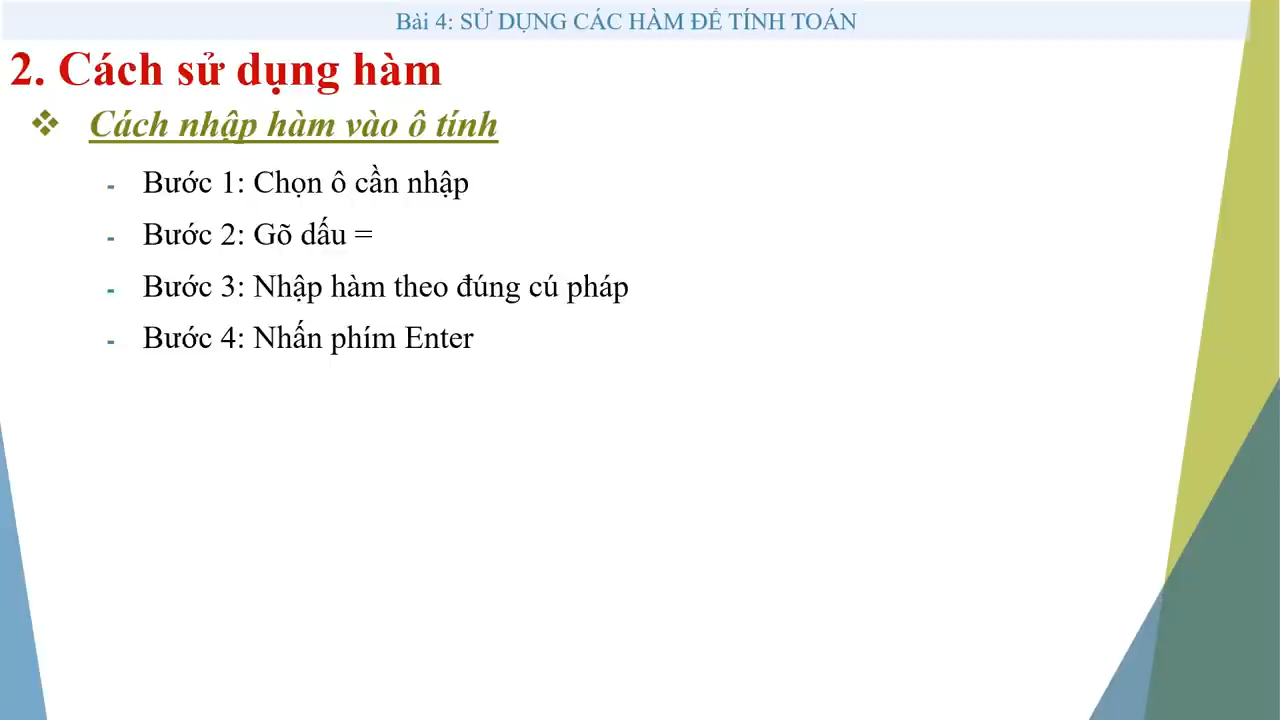 Bài 4: SỬ DỤNG CÁC HÀM ĐỂ TÍNH TOÁN
2. Cách sử dụng hàm
❖ Cách nhập hàm vào ô tính
- Bước 1: Chọn ô cần nhập
- Bước 2: Gõ dấu =
- Bước 3: Nhập hàm theo đúng cú pháp
- Bước 4: Nhấn phím Enter